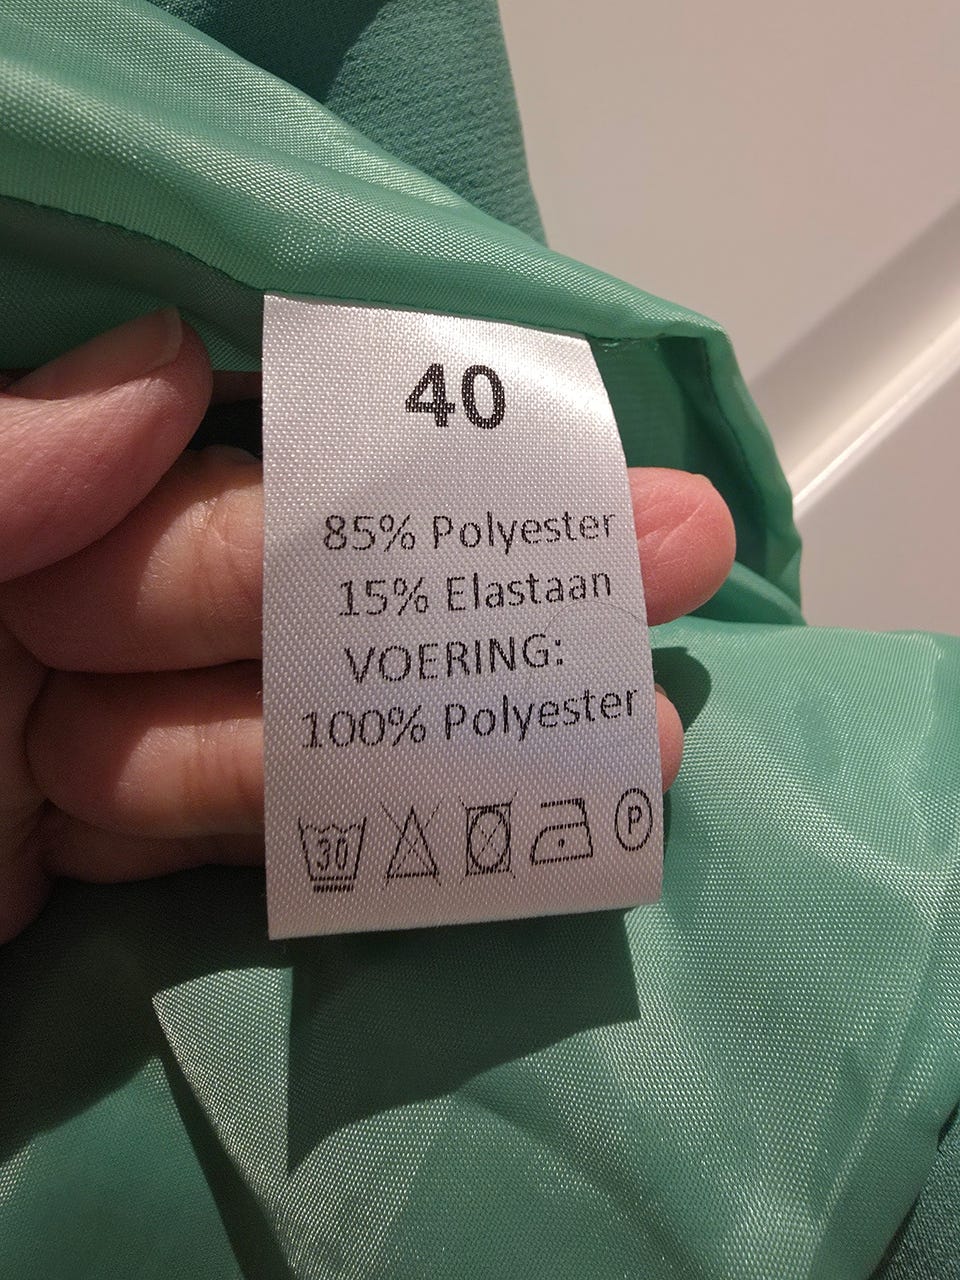 40
85% Polyester
15% Elastaan
VOERING:
100% Polyester
30 P